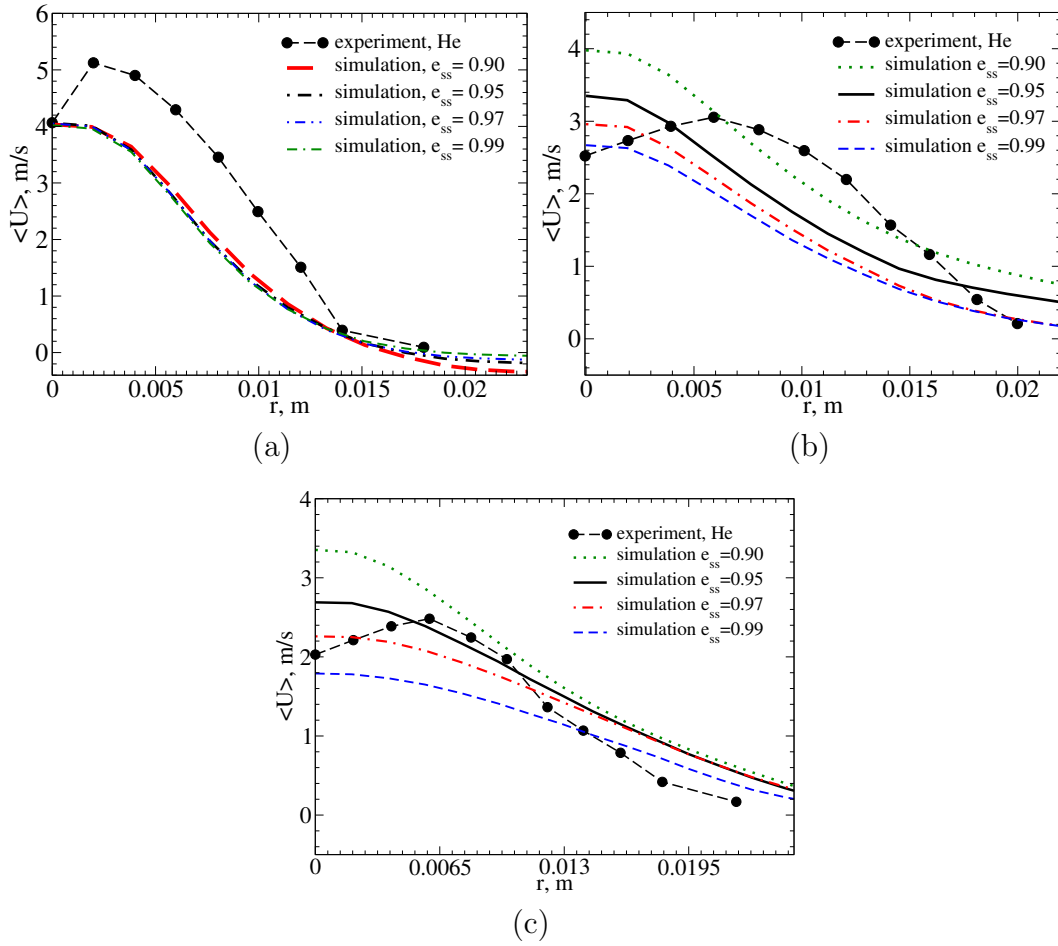 6
5
4
3
2
1
0
<U>, m/s
experiment, He
simulation, e_ss= 0.90
simulation, e_ss= 0.95
simulation, e_ss= 0.97
simulation, e_ss= 0.99
0 0.005 0.01 0.015 0.02
r, m
(a)
4
3
2
1
0
<U>, m/s
experiment, He
simulation e_ss=0.90
simulation e_ss=0.95
simulation e_ss=0.97
simulation e_ss=0.99
0 0.005 0.01 0.015 0.02
r, m
(b)
4
3
2
1
0
<U>, m/s
experiment, He
simulation e_ss=0.90
simulation e_ss=0.95
simulation e_ss=0.97
simulation e_ss=0.99
0 0.0065 0.013 0.0195
r, m
(c)